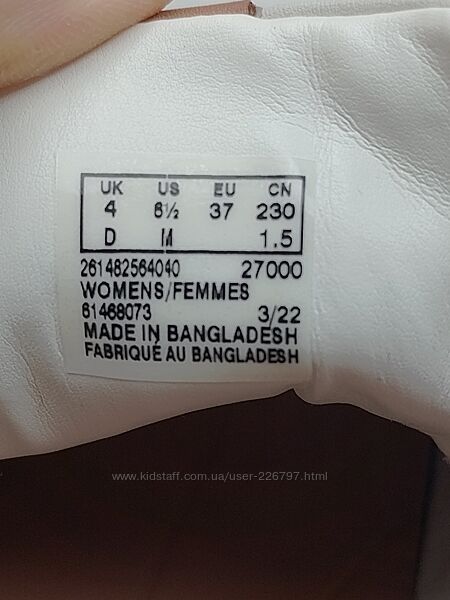 UK US EU CN
4 6½ 37 230
D M 1.5
261482564040 27000
WOMENS/FEMMES
61468073 3/22
MADE IN BANGLADESH
FABRIQUÉ AU BANGLADESH
www.kidstaff.com.ua/user-226797.html